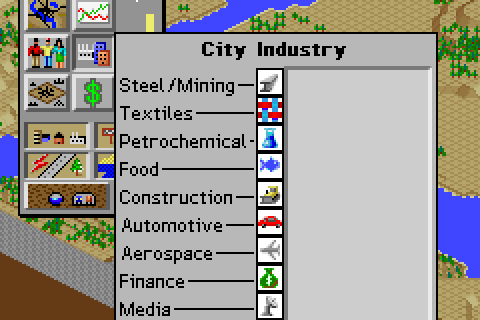 City Industry
Steel/Mining
Textiles
Petrochemical
Food
Construction
Automotive
Aerospace
Finance
Media